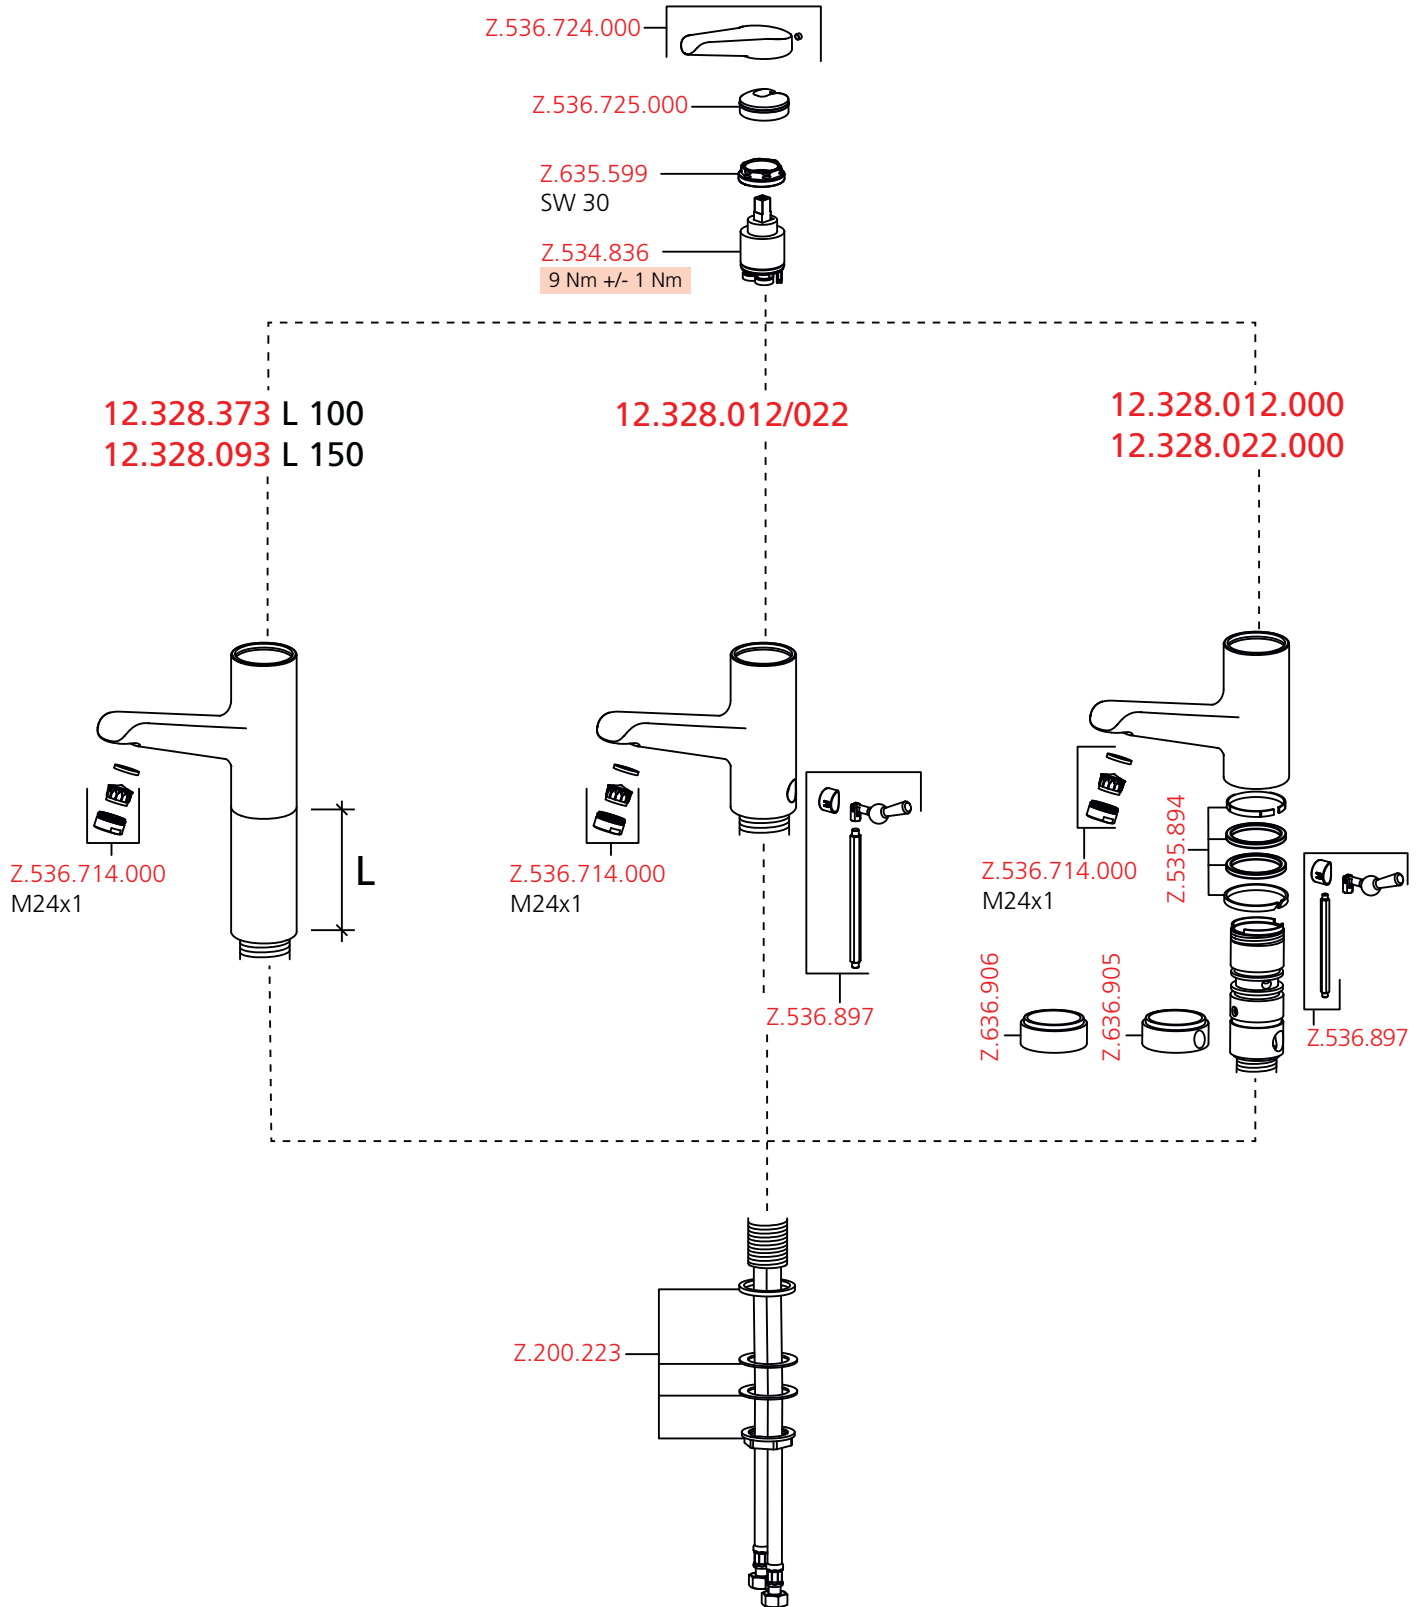 Z.536.724.000
Z.536.725.000
Z.635.599
SW 30
Z.534.836
9 Nm +/- 1 Nm
12.328.373 L 100
12.328.093 L 150
12.328.012/022
12.328.012.000
12.328.022.000
Z.536.714.000
M24x1
L
Z.536.714.000
M24x1
Z.536.897
Z.536.714.000
M24x1
Z.535.894
Z.636.906
Z.636.905
Z.536.897
Z.200.223